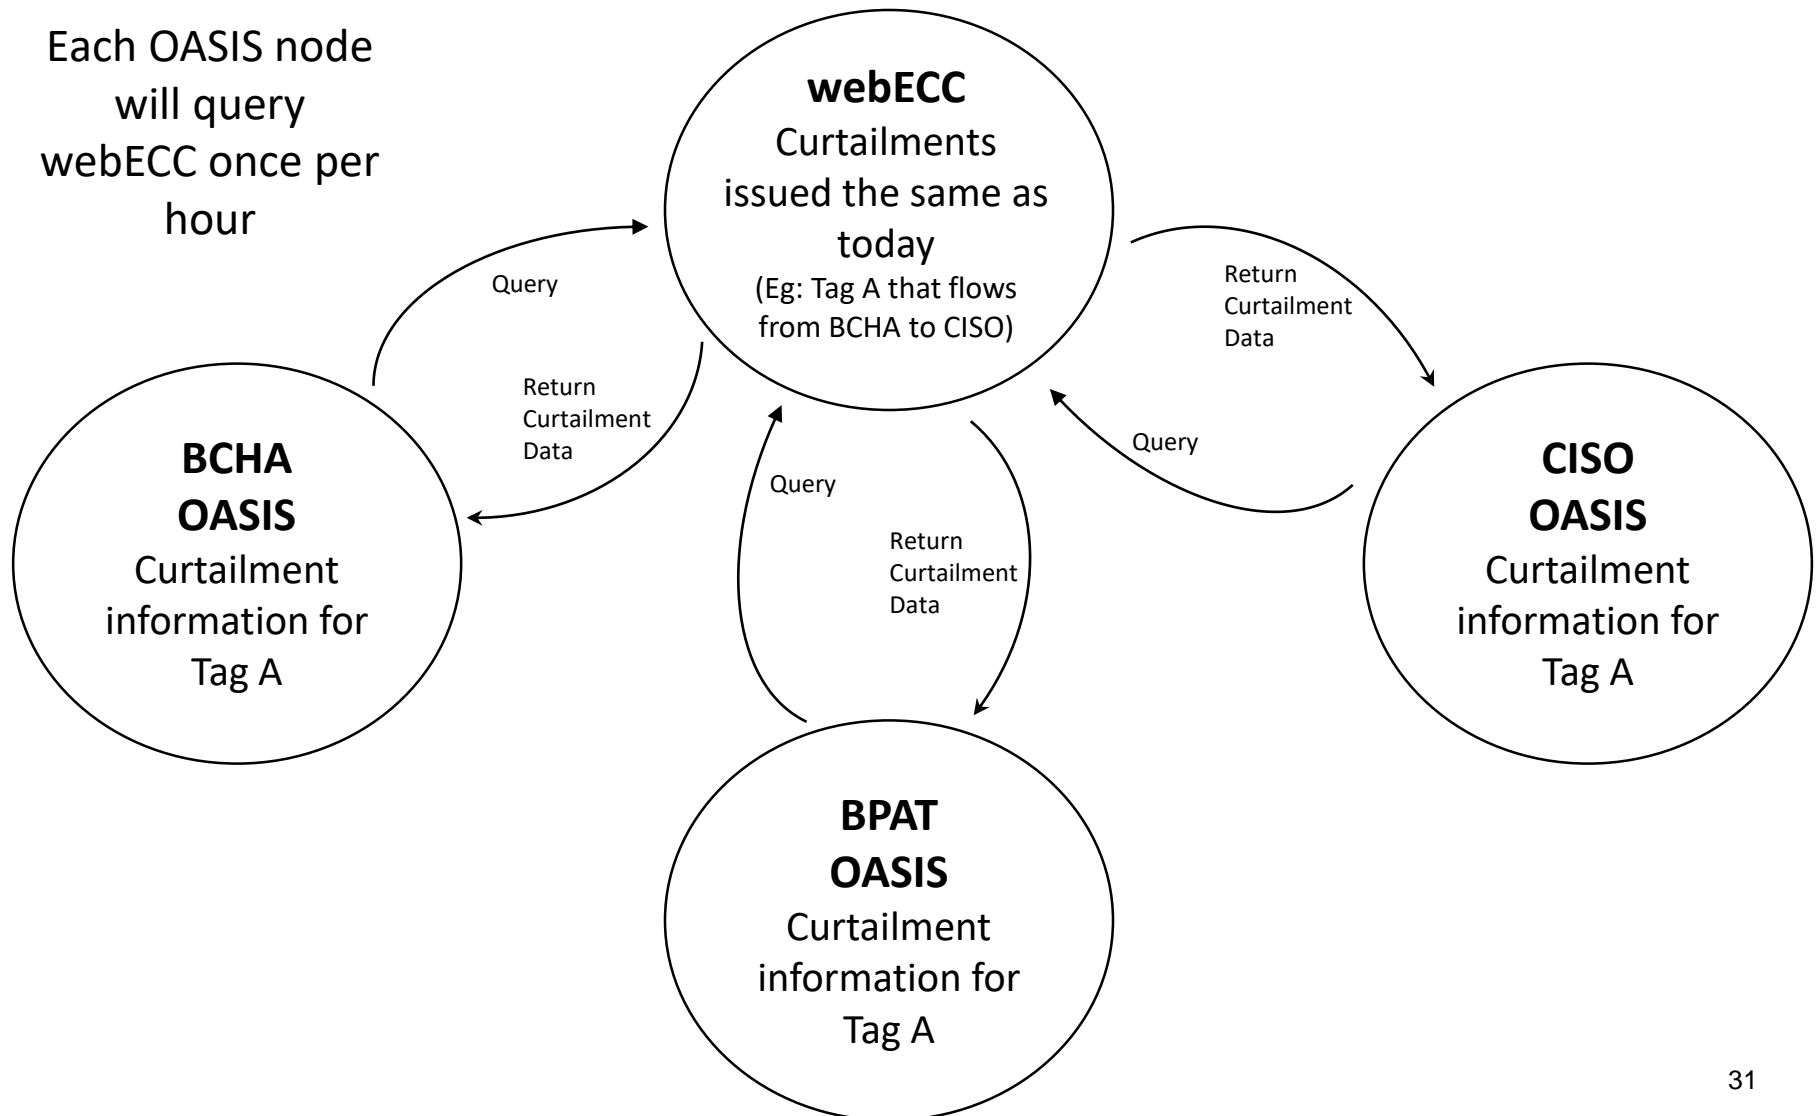 Each OASIS node
will query
webECC once per
hour
webECC
Curtailments
issued the same as
today
(Eg: Tag A that flows
from BCHA to CISO)
Query
Return
Curtailment
Data
Return
Curtailment
Data
Query
Query
Return
Curtailment
Data
BCHA
OASIS
Curtailment
information for
Tag A
CISO
OASIS
Curtailment
information for
Tag A
BPAT
OASIS
Curtailment
information for
Tag A
31